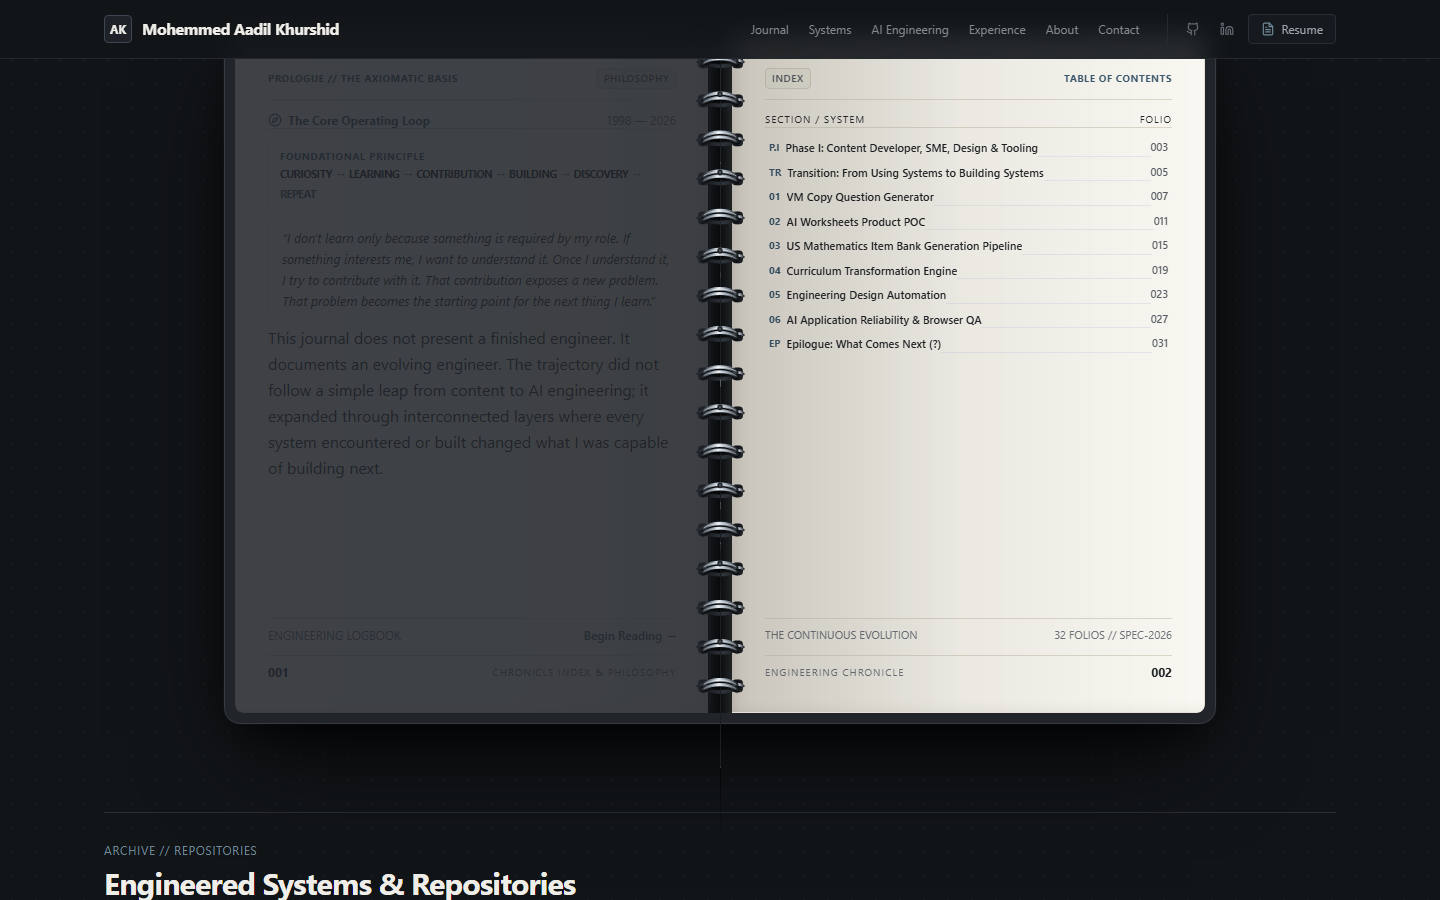 AK Mohemmed Aadil Khurshid
Journal Systems AI Engineering Experience About Contact Resume
PROLOGUE // THE AXIOMATIC BASIS PHILOSOPHY
The Core Operating Loop 1998 — 2026
FOUNDATIONAL PRINCIPLE
CURIOSITY → LEARNING → CONTRIBUTION → BUILDING → DISCOVERY →
REPEAT
"I don't learn only because something is required by my role. If
something interests me, I want to understand it. Once I understand it,
I try to contribute with it. That contribution exposes a new problem.
That problem becomes the starting point for the next thing I learn."
This journal does not present a finished engineer. It
documents an evolving engineer. The trajectory did not
follow a simple leap from content to AI engineering; it
expanded through interconnected layers where every
system encountered or built changed what I was capable
of building next.
ENGINEERING LOGBOOK Begin Reading →
001 CHRONICLE INDEX & PHILOSOPHY
INDEX TABLE OF CONTENTS
SECTION / SYSTEM FOLIO
P.I Phase I: Content Developer, SME, Design & Tooling 003
TR Transition: From Using Systems to Building Systems 005
01 VM Copy Question Generator 007
02 AI Worksheets Product POC 011
03 US Mathematics Item Bank Generation Pipeline 015
04 Curriculum Transformation Engine 019
05 Engineering Design Automation 023
06 AI Application Reliability & Browser QA 027
EP Epilogue: What Comes Next (?) 031
THE CONTINUOUS EVOLUTION 32 FOLIOS // SPEC-2026
ENGINEERING CHRONICLE 002
ARCHIVE // REPOSITORIES
Engineered Systems & Repositories